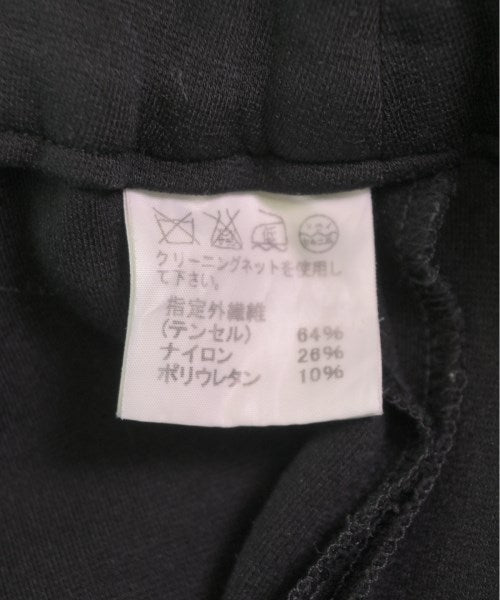 クリーニングネットを使用し
て下さい。
指定外繊維
(テンセル) 64%
ナイロン 26%
ポリウレタン 10%